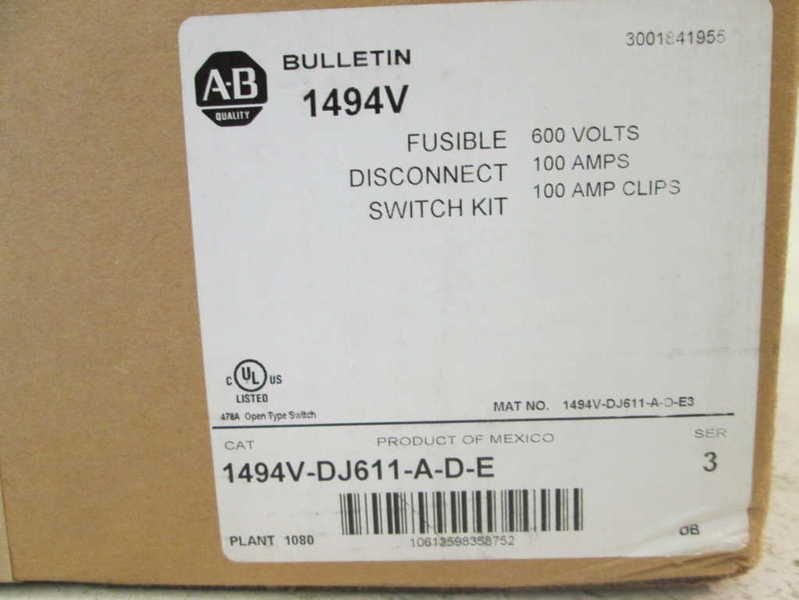 3001841955
A-B
QUALITY
BULLETIN
1494V
FUSIBLE
DISCONNECT
SWITCH KIT
600 VOLTS
100 AMPS
100 AMP CLIPS
C UL US
LISTED
478A Open Type Switch
MAT NO. 1494V-DJ611-A-D-E3
CAT
PRODUCT OF MEXICO
SER
1494V-DJ611-A-D-E
3
PLANT 1080
10612598358752